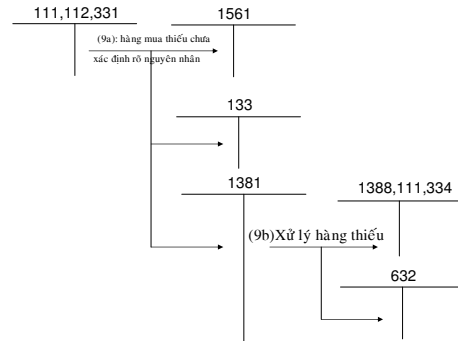 111,112,331
1561
(9a): hàng mua thiếu chưa
xác định rõ nguyên nhân
133
1381
1388,111,334
(9b)Xử lý hàng thiếu
632